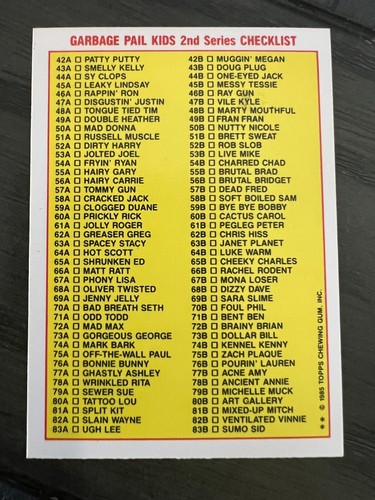 GARBAGE PAIL KIDS 2nd Series CHECKLIST
42A □ PATTY PUTTY
43A □ SMELLY KELLY
44A □ SY CLOPS
45A □ LEAKY LINDSAY
46A □ RAPPIN' RON
47A □ DISGUSTIN' JUSTIN
48A □ TONGUE TIED TIM
49A □ DOUBLE HEATHER
50A □ MAD DONNA
51A □ RUSSELL MUSCLE
52A □ DIRTY HARRY
53A □ JOLTED JOEL
54A □ FRYIN' RYAN
55A □ HAIRY GARY
56A □ HAIRY CARRIE
57A □ TOMMY GUN
58A □ CRACKED JACK
59A □ CLOGGED DUANE
60A □ PRICKLY RICK
61A □ JOLLY ROGER
62A □ GREASER GREG
63A □ SPACEY STACY
64A □ HOT SCOTT
65A □ SHRUNKEN ED
66A □ MATT RATT
67A □ PHONY LISA
68A □ OLIVER TWISTED
69A □ JENNY JELLY
70A □ BAD BREATH SETH
71A □ ODD TODD
72A □ MAD MAX
73A □ GORGEOUS GEORGE
74A □ MARK BARK
75A □ OFF-THE-WALL PAUL
76A □ BONNIE BUNNY
77A □ GHASTLY ASHLEY
78A □ WRINKLED RITA
79A □ SEWER SUE
80A □ TATTOO LOU
81A □ SPLIT KIT
82A □ SLAIN WAYNE
83A □ UGH LEE
42B □ MUGGIN' MEGAN
43B □ DOUG PLUG
44B □ ONE-EYED JACK
45B □ MESSY TESSIE
46B □ RAY GUN
47B □ VILE KYLE
48B □ MARTY MOUTHFUL
49B □ FRAN FRAN
50B □ NUTTY NICOLE
51B □ BRETT SWEAT
52B □ ROB SLOB
53B □ LIVE MIKE
54B □ CHARRED CHAD
55B □ BRUTAL BRAD
56B □ BRUTAL BRIDGET
57B □ DEAD FRED
58B □ SOFT BOILED SAM
59B □ BYE BYE BOBBY
60B □ CACTUS CAROL
61B □ PEGLEG PETER
62B □ CHRIS HISS
63B □ JANET PLANET
64B □ LUKE WARM
65B □ CHEEKY CHARLES
66B □ RACHEL RODENT
67B □ MONA LOSER
68B □ DIZZY DAVE
69B □ SARA SLIME
70B □ FOUL PHIL
71B □ BENT BEN
72B □ BRAINY BRIAN
73B □ DOLLAR BILL
74B □ KENNEL KENNY
75B □ ZACH PLAQUE
76B □ POURIN' LAUREN
77B □ ACNE AMY
78B □ ANCIENT ANNIE
79B □ MICHELLE MUCK
80B □ ART GALLERY
81B □ MIXED-UP MITCH
82B □ VENTILATED VINNIE
83B □ SUMO SID
** © 1985 TOPPS CHEWING GUM, INC.